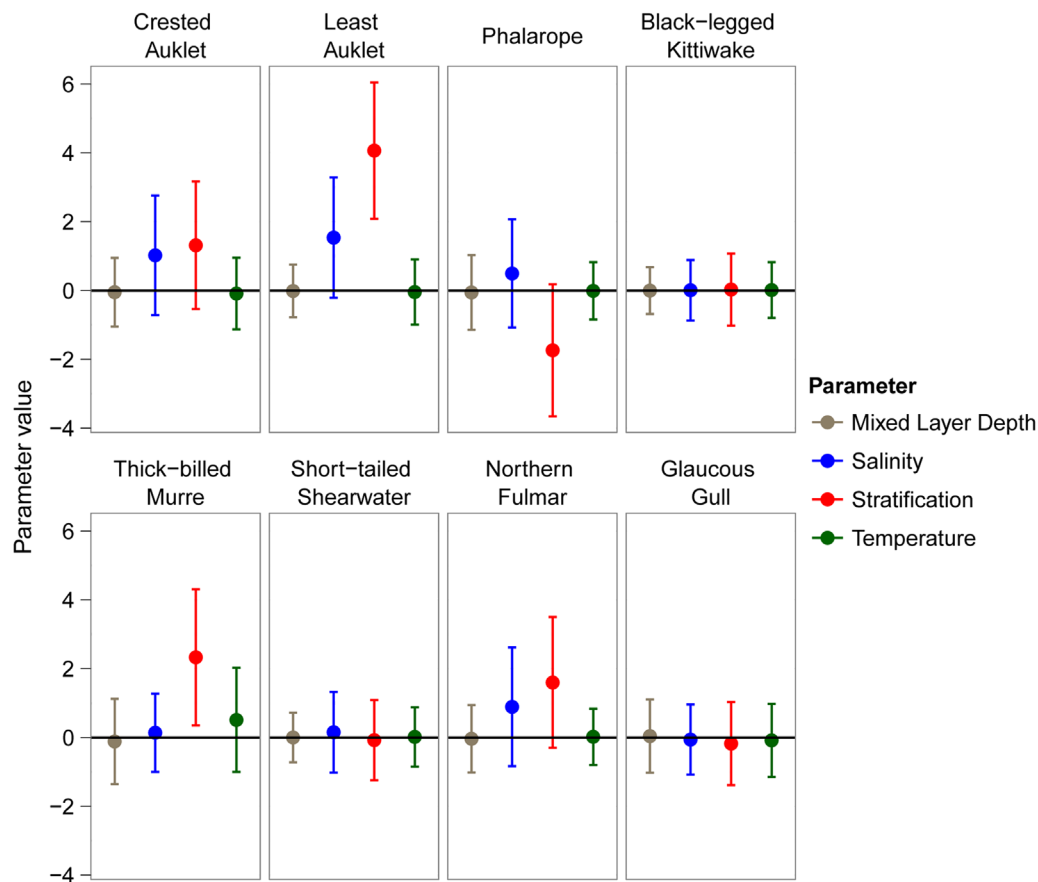 Crested
Auklet
Least
Auklet
Phalarope
Black−legged
Kittiwake
6
4
2
0
−2
−4
Parameter value
Thick−billed
Murre
Short−tailed
Shearwater
Northern
Fulmar
Glaucous
Gull
6
4
2
0
−2
−4
Parameter
Mixed Layer Depth
Salinity
Stratification
Temperature